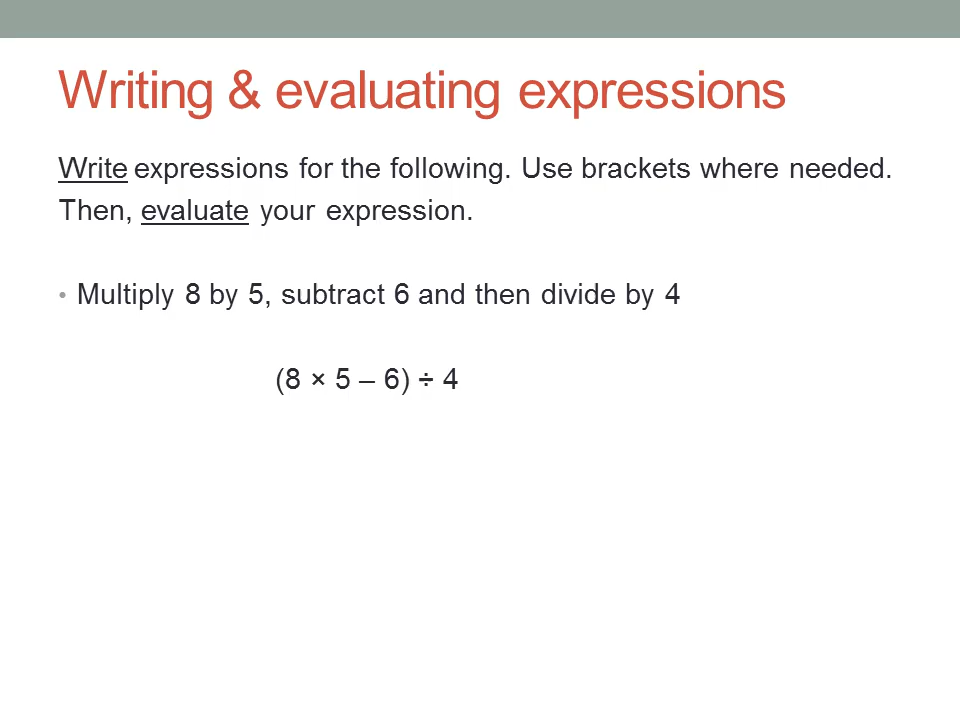 Writing & evaluating expressions
Write expressions for the following. Use brackets where needed.
Then, evaluate your expression.
• Multiply 8 by 5, subtract 6 and then divide by 4
(8 × 5 – 6) ÷ 4